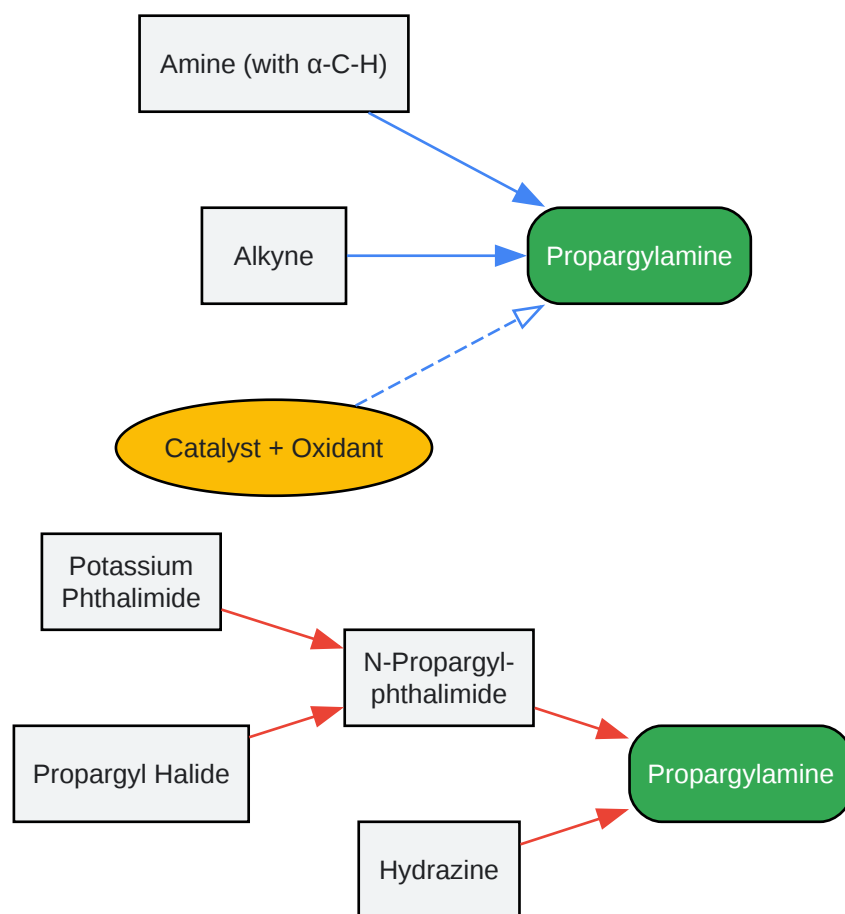 Amine (with α-C-H)
Alkyne
Propargylamine
Catalyst + Oxidant
Potassium
Phthalimide
N-Propargyl-
phthalimide
Propargyl Halide
Propargylamine
Hydrazine